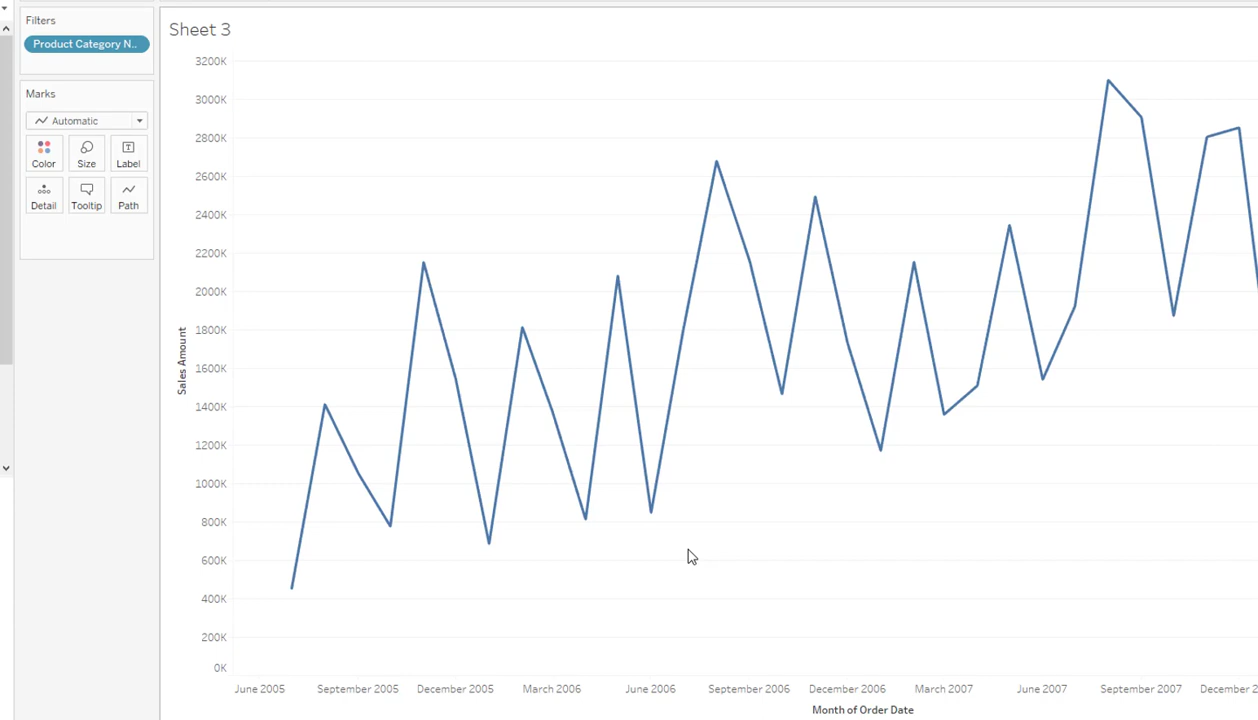 Filters
Product Category N..
Marks
Automatic
Color
Size
Label
Detail
Tooltip
Path
Sheet 3
3200K
3000K
2800K
2600K
2400K
2200K
2000K
1800K
1600K
1400K
1200K
1000K
800K
600K
400K
200K
0K
Sales Amount
June 2005
September 2005
December 2005
March 2006
June 2006
September 2006
December 2006
March 2007
June 2007
September 2007
December 2
Month of Order Date